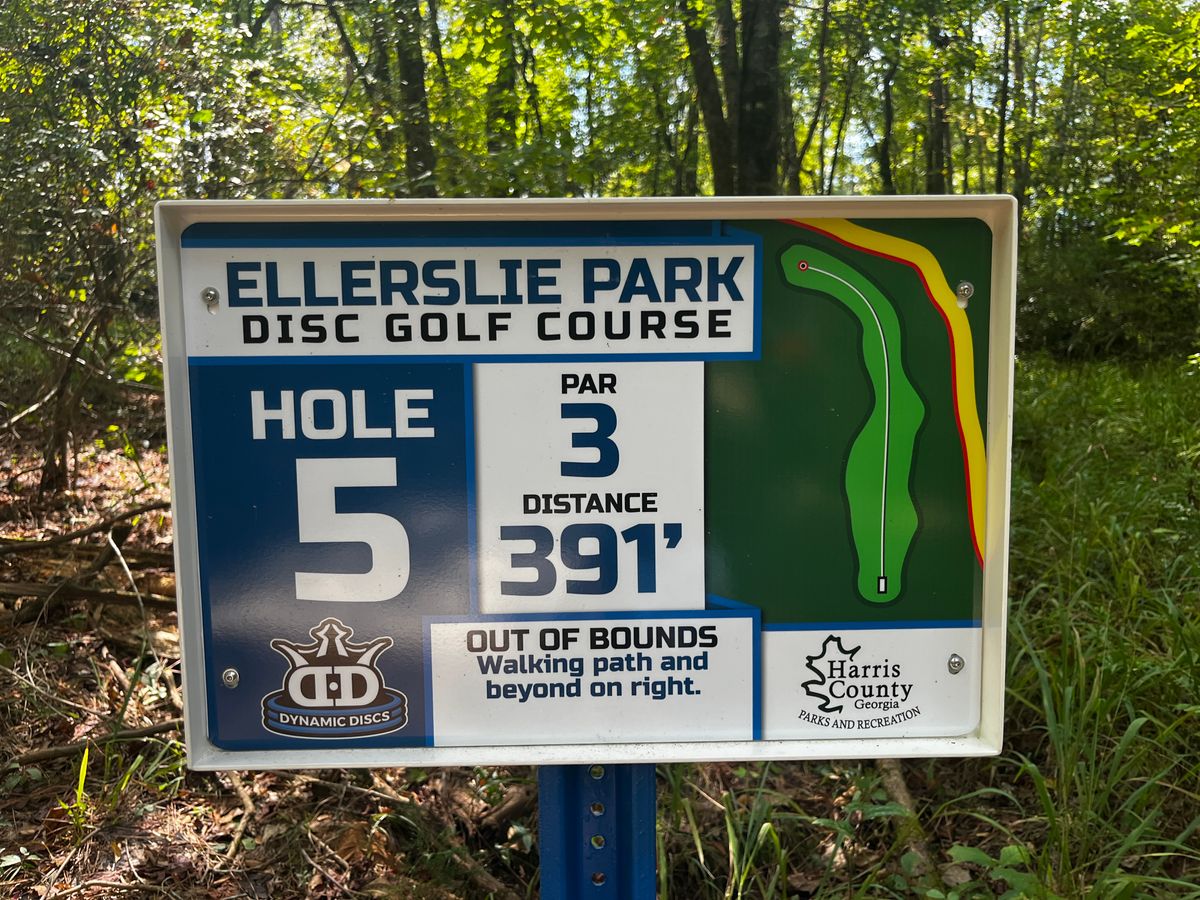 ELLERSLIE PARK
DISC GOLF COURSE
HOLE
5
PAR
3
DISTANCE
391’
OUT OF BOUNDS
Walking path and
beyond on right.
DD
DYNAMIC DISCS
Harris
County
Georgia
PARKS AND RECREATION